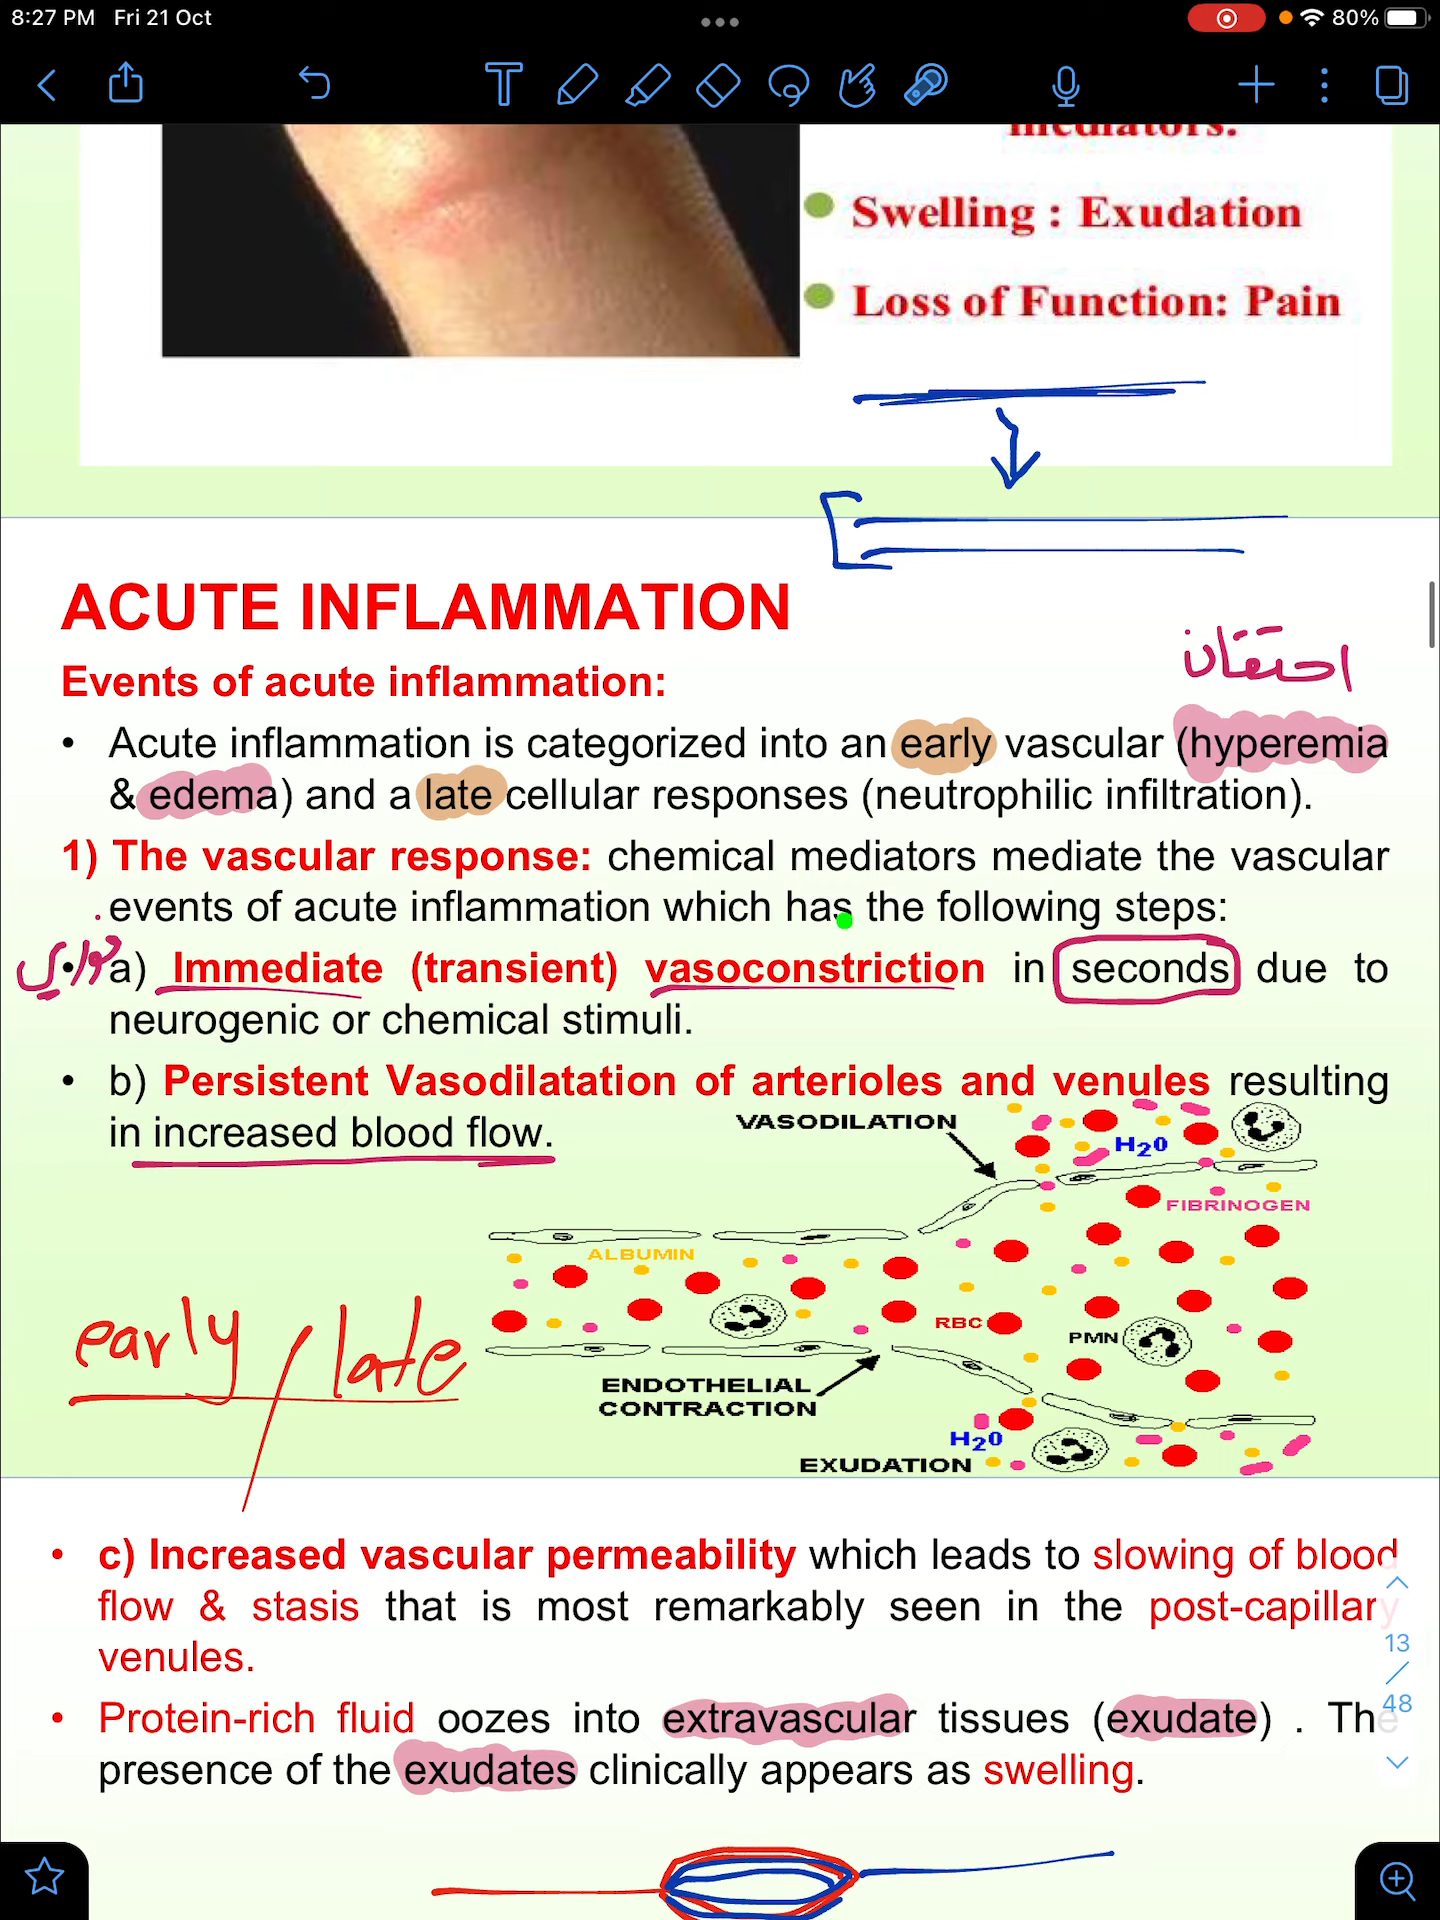 8:27 PM Fri 21 Oct
80%
mediators.
Swelling : Exudation
Loss of Function: Pain
ACUTE INFLAMMATION
احتقان
Events of acute inflammation:
• Acute inflammation is categorized into an early vascular (hyperemia
& edema) and a late cellular responses (neutrophilic infiltration).
1) The vascular response: chemical mediators mediate the vascular
events of acute inflammation which has the following steps:
فوري
• a) Immediate (transient) vasoconstriction in seconds due to
neurogenic or chemical stimuli.
• b) Persistent Vasodilatation of arterioles and venules resulting
in increased blood flow.
VASODILATION
H20
FIBRINOGEN
ALBUMIN
RBC
PMN
early / late
ENDOTHELIAL
CONTRACTION
H20
EXUDATION
• c) Increased vascular permeability which leads to slowing of blood
flow & stasis that is most remarkably seen in the post-capillary
venules.
13
/
48
• Protein-rich fluid oozes into extravascular tissues (exudate) . The
presence of the exudates clinically appears as swelling.